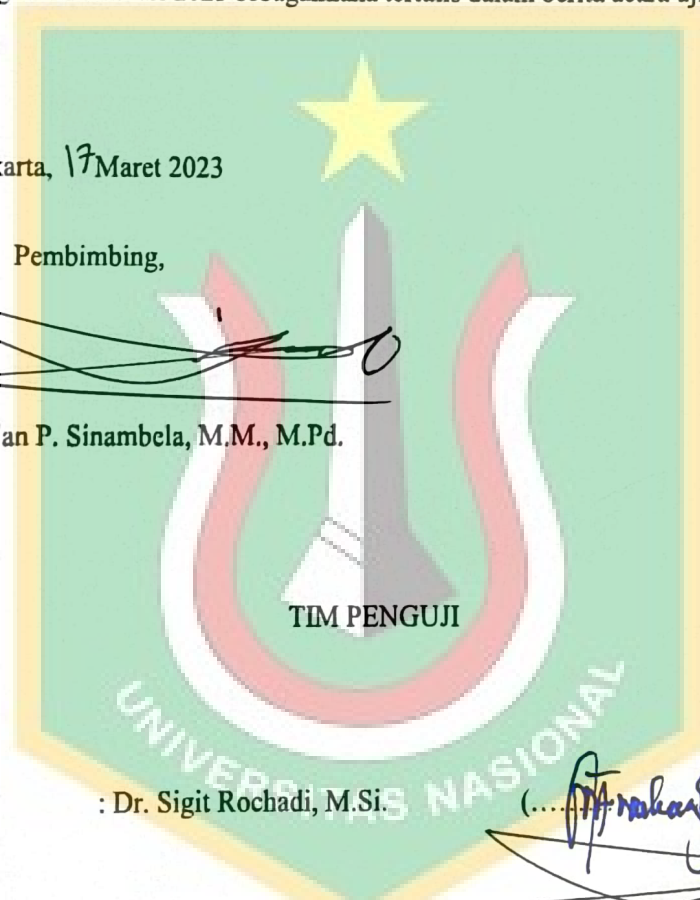 karta, 17 Maret 2023
Pembimbing,
an P. Sinambela, M.M., M.Pd.
TIM PENGUJI
UNIVERSITAS NASIONAL
: Dr. Sigit Rochadi, M.Si.
(.........